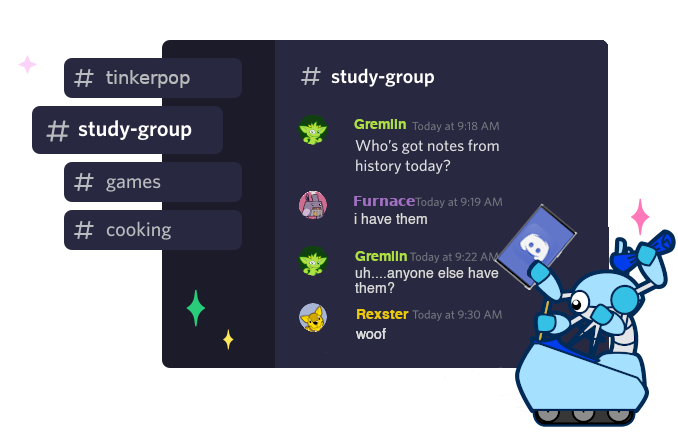 # tinkerpop
# study-group
# games
# cooking
# study-group
Gremlin Today at 9:18 AM
Who's got notes from
history today?
Furnace Today at 9:19 AM
i have them
Gremlin Today at 9:22 AM
uh....anyone else have
them?
Rexster Today at 9:30 AM
woof